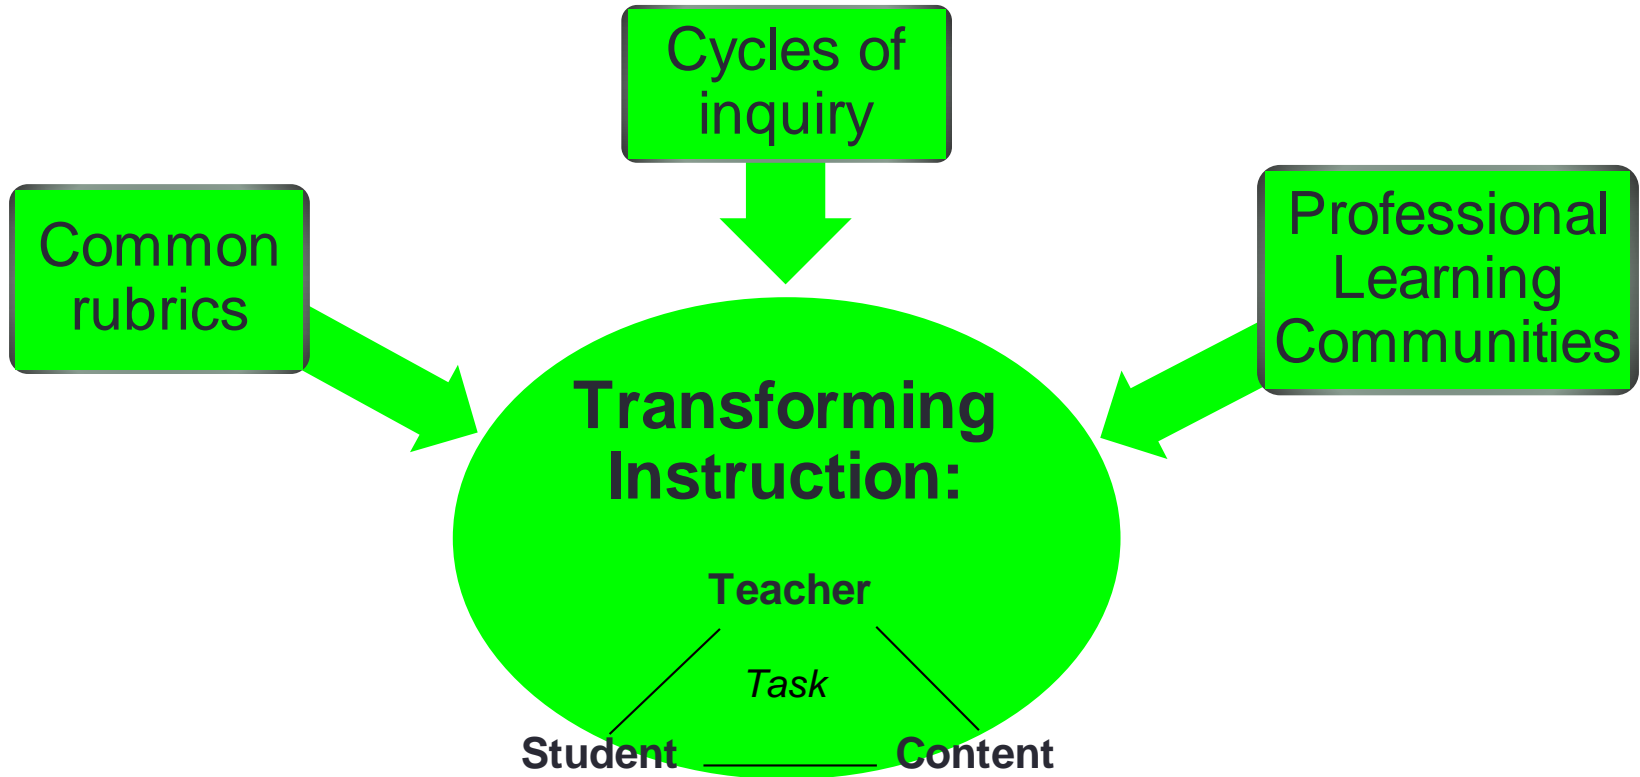 Cycles of
inquiry
Common
rubrics
Professional
Learning
Communities
Transforming
Instruction:
Teacher
Task
Student
Content